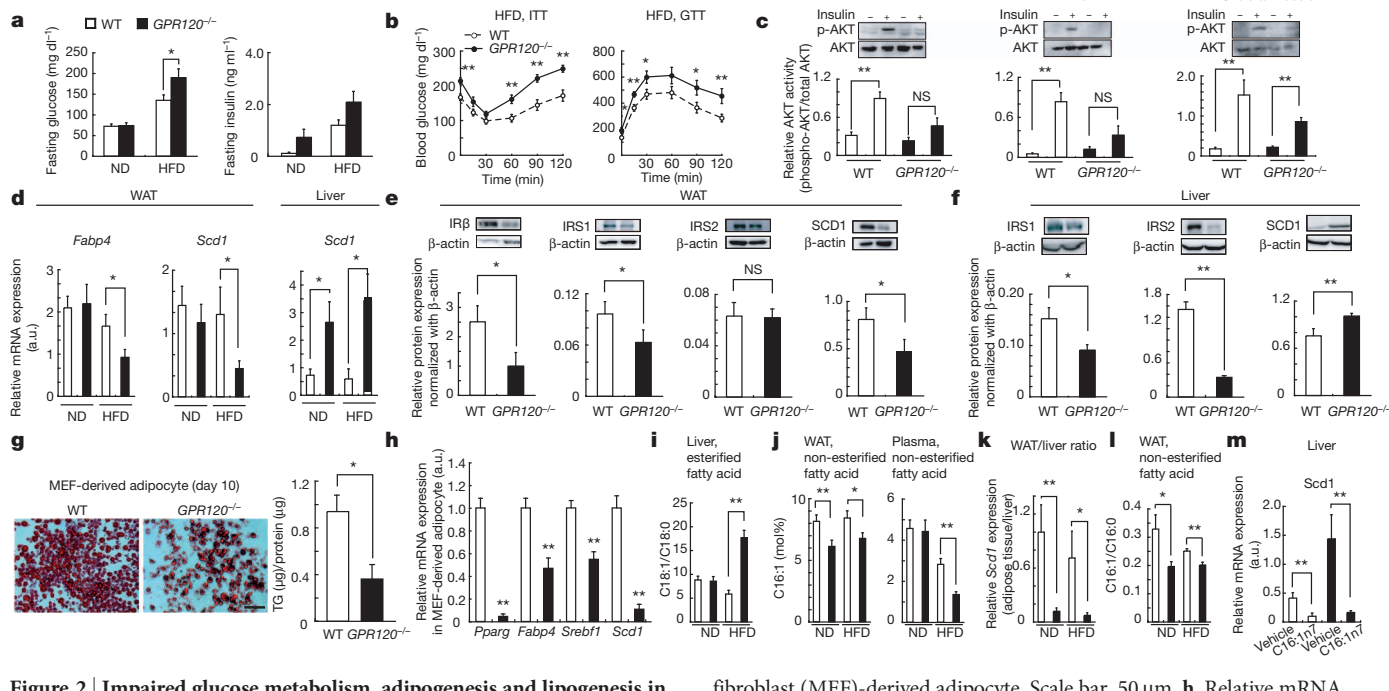 a
WT GPR120–/–
Fasting glucose (mg dl–1)
250
200
150
100
50
0
*
ND HFD
Fasting insulin (ng ml–1)
4.0
2.0
0
ND HFD
b
HFD, ITT
WT
GPR120–/–
Blood glucose (mg dl–1)
300
200
100
0
** ** ** **
30 60 90 120
Time (min)
HFD, GTT
800
600
400
200
0
* ** * * **
30 60 90 120
Time (min)
c
Insulin – + – +
p-AKT
AKT
Relative AKT activity
(phospho-AKT/total AKT)
1.2
0.6
0
** NS
WT GPR120–/–
Insulin – + – +
p-AKT
AKT
1.2
0.8
0.4
0
** NS
WT GPR120–/–
Insulin – + – +
p-AKT
AKT
2.0
1.0
0
** **
WT GPR120–/–
d
WAT Liver
Fabp4
Relative mRNA expression
(a.u.)
3
2
1
0
*
ND HFD
Scd1
2
1
0
*
ND HFD
Scd1
4
3
2
1
0
* *
ND HFD
e
WAT
IRβ
β-actin
Relative protein expression
normalized with β-actin
3
2
1
0
*
WT GPR120–/–
IRS1
β-actin
0.12
0.06
0
*
WT GPR120–/–
IRS2
β-actin
0.08
0.04
0
NS
WT GPR120–/–
SCD1
β-actin
1
0
*
WT GPR120–/–
f
Liver
IRS1
β-actin
Relative protein expression
normalized with β-actin
0.20
0.10
0
*
WT GPR120–/–
IRS2
β-actin
1.8
1.2
0.6
0
**
WT GPR120–/–
SCD1
β-actin
1.2
0.6
0
**
WT GPR120–/–
g
MEF-derived adipocyte (day 10)
WT GPR120–/–
TG (µg)/protein (µg)
1.2
0.8
0.4
0
*
WT GPR120–/–
h
Relative mRNA expression
in MEF-derived adipocyte (a.u.)
1.4
1.2
1.0
0.8
0.6
0.4
0.2
0
** ** ** **
Pparg Fabp4 Srebf1 Scd1
i
Liver,
esterified
fatty acid
C18:1/C18:0
25
20
15
10
5
0
**
ND HFD
j
WAT,
non-esterified
fatty acid
C16:1 (mol%)
10
5
0
** *
ND HFD
Plasma,
non-esterified
fatty acid
6
4
2
0
**
ND HFD
k
WAT/liver ratio
Relative Scd1 expression
(adipose tissue/liver)
1.5
1.0
0.5
0
** *
ND HFD
l
WAT,
non-esterified
fatty acid
C16:1/C16:0
0.4
0.3
0.2
0.1
0
* **
ND HFD
m
Liver
Scd1
Relative mRNA expression
(a.u.)
2.0
1.5
1.0
0.5
0
** **
Vehicle C16:1n7 Vehicle C16:1n7
Figure 2 | Impaired glucose metabolism, adipogenesis and lipogenesis in
fibroblast (MEF)-derived adipocyte. Scale bar, 50 µm. h, Relative mRNA